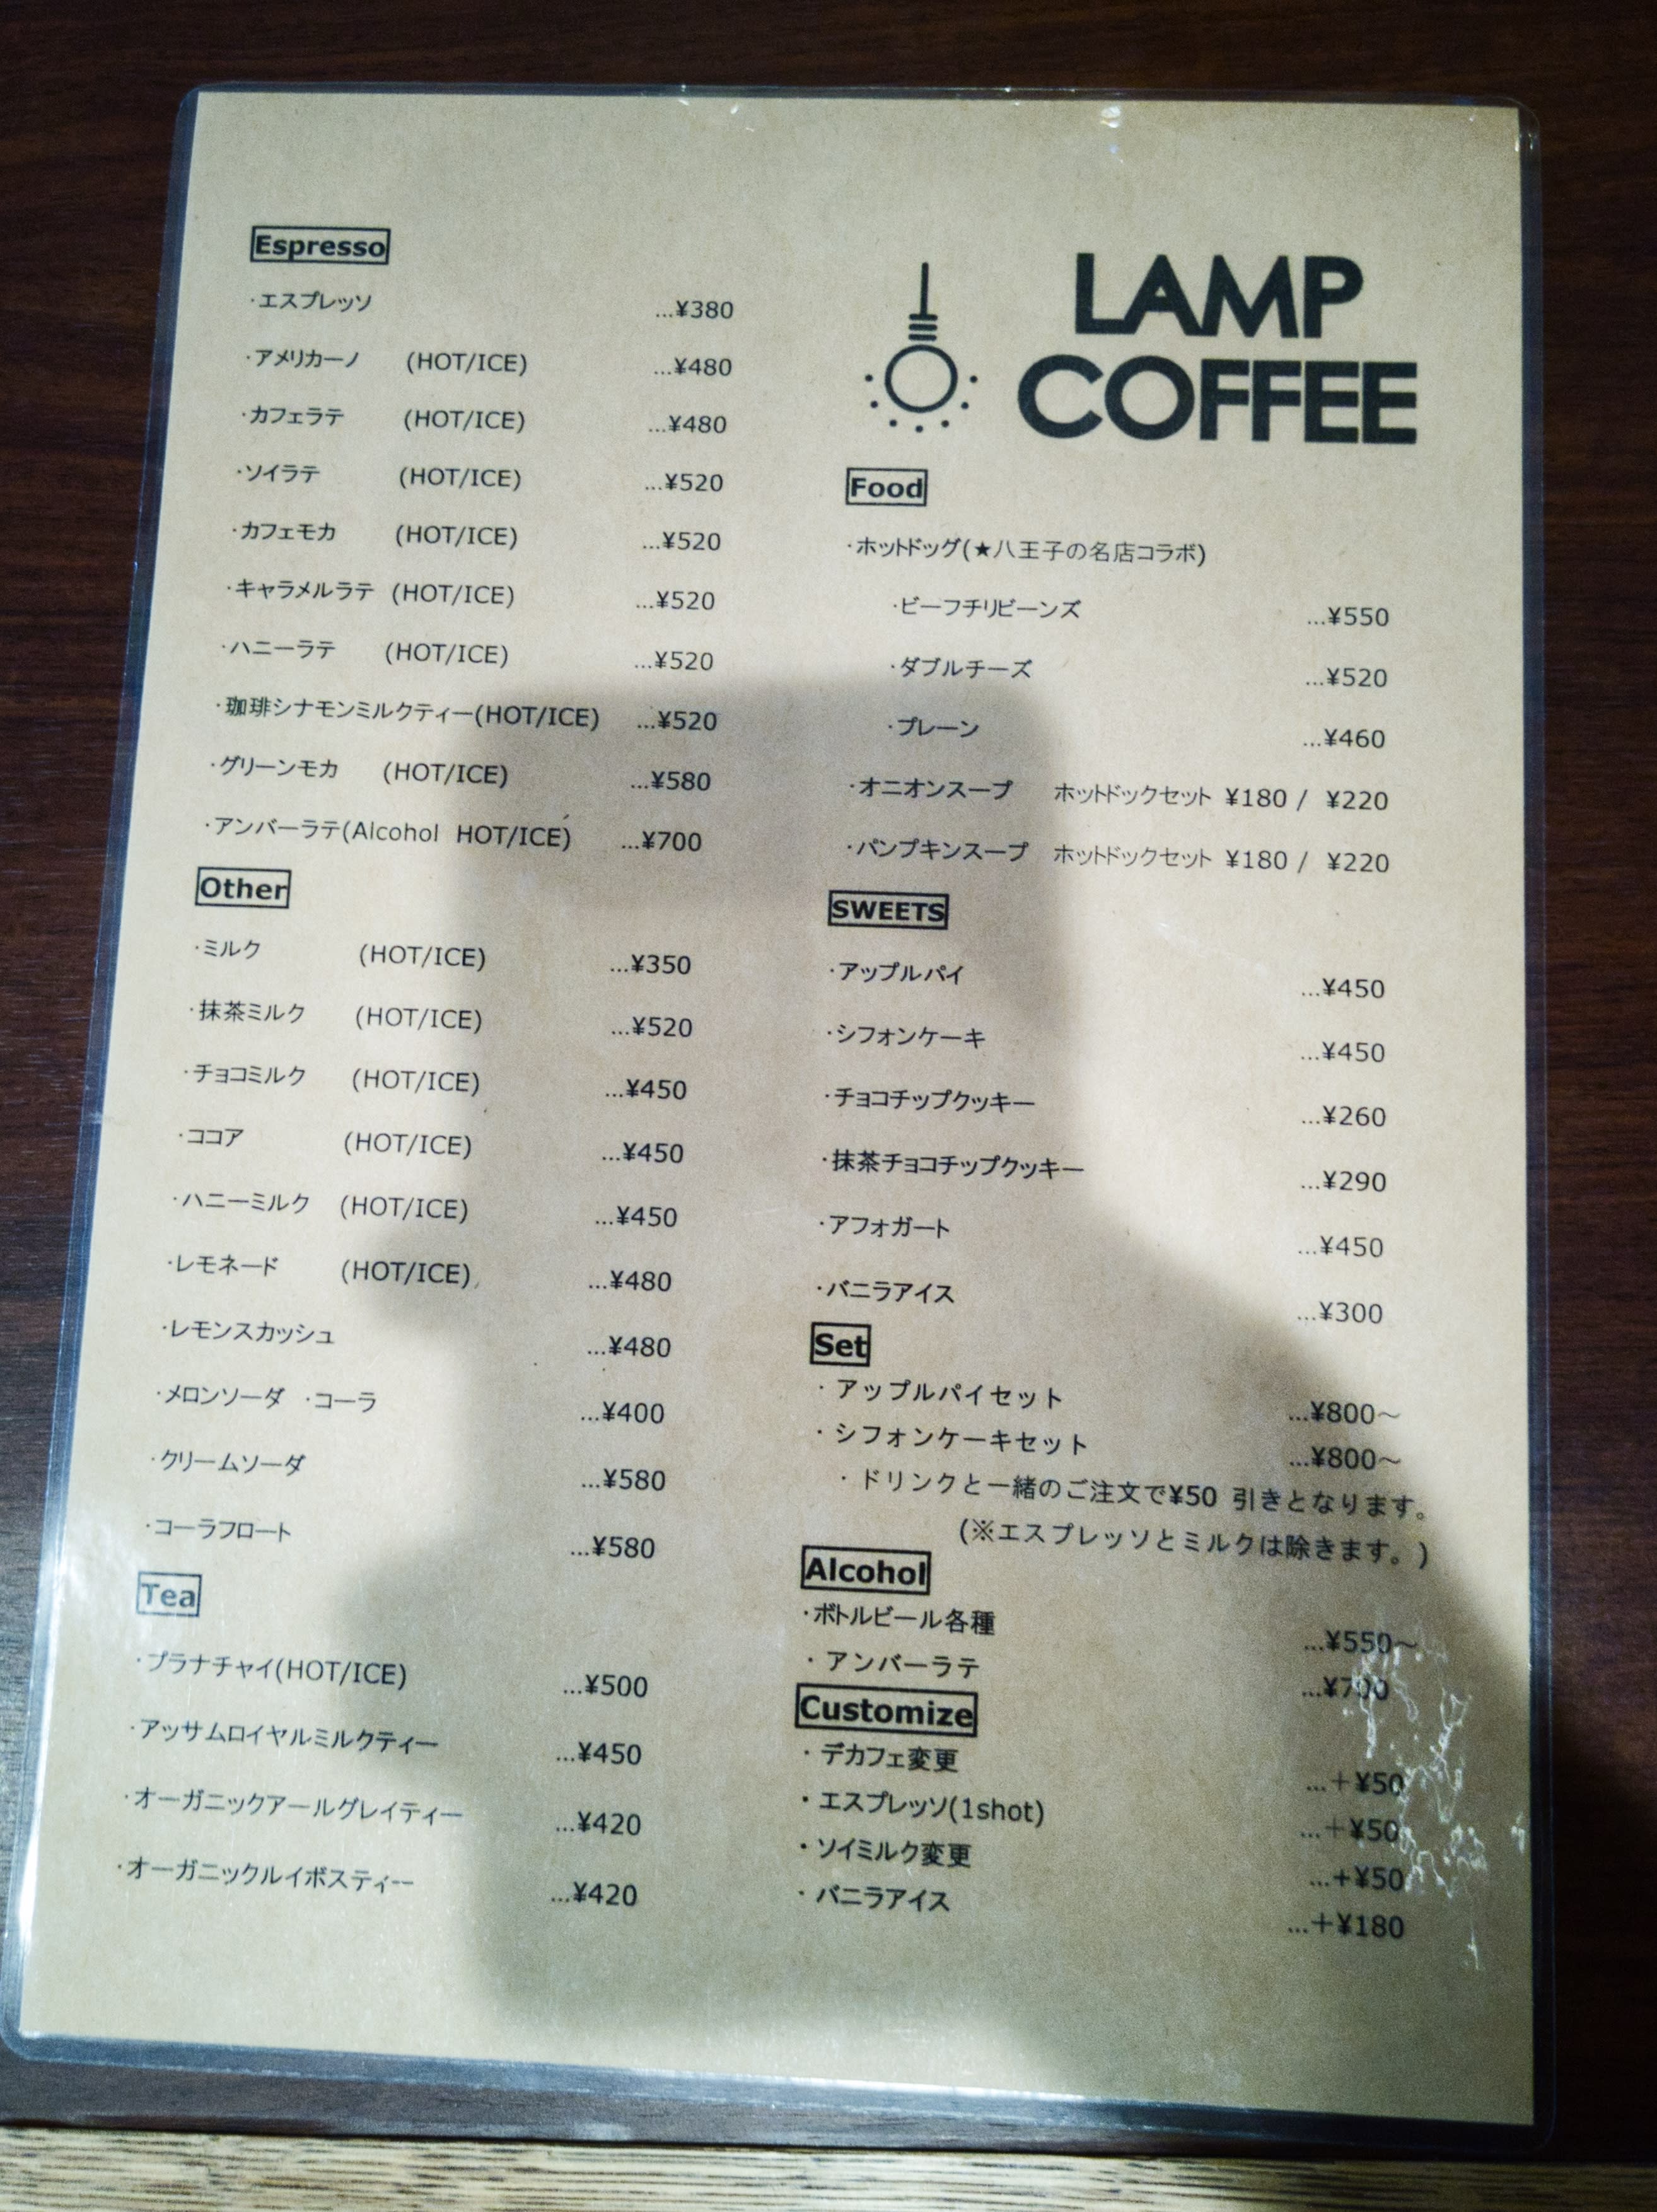 Espresso
・エスプレッソ ...¥380
・アメリカーノ (HOT/ICE) ...¥480
・カフェラテ (HOT/ICE) ...¥480
・ソイラテ (HOT/ICE) ...¥520
・カフェモカ (HOT/ICE) ...¥520
・キャラメルラテ (HOT/ICE) ...¥520
・ハニーラテ (HOT/ICE) ...¥520
・珈琲シナモンミルクティー(HOT/ICE) ...¥520
・グリーンモカ (HOT/ICE) ...¥580
・アンバーラテ(Alcohol HOT/ICE) ...¥700
Other
・ミルク (HOT/ICE) ...¥350
・抹茶ミルク (HOT/ICE) ...¥520
・チョコミルク (HOT/ICE) ...¥450
・ココア (HOT/ICE) ...¥450
・ハニーミルク (HOT/ICE) ...¥450
・レモネード (HOT/ICE) ...¥480
・レモンスカッシュ ...¥480
・メロンソーダ ・コーラ ...¥400
・クリームソーダ ...¥580
・コーラフロート ...¥580
Tea
・プラナチャイ(HOT/ICE) ...¥500
・アッサムロイヤルミルクティー ...¥450
・オーガニックアールグレイティー ...¥420
・オーガニックルイボスティー ...¥420
LAMP
COFFEE
Food
・ホットドッグ(★八王子の名店コラボ)
・ビーフチリビーンズ ...¥550
・ダブルチーズ ...¥520
・プレーン ...¥460
・オニオンスープ ホットドックセット ¥180 / ¥220
・パンプキンスープ ホットドックセット ¥180 / ¥220
SWEETS
・アップルパイ ...¥450
・シフォンケーキ ...¥450
・チョコチップクッキー ...¥260
・抹茶チョコチップクッキー ...¥290
・アフォガート ...¥450
・バニラアイス ...¥300
Set
・アップルパイセット ...¥800～
・シフォンケーキセット ...¥800～
・ドリンクと一緒のご注文で¥50 引きとなります。
(※エスプレッソとミルクは除きます。)
Alcohol
・ボトルビール各種 ...¥550～
・アンバーラテ ...¥700
Customize
・デカフェ変更 ...＋¥50
・エスプレッソ(1shot) ...＋¥50
・ソイミルク変更 ...+¥50
・バニラアイス ...＋¥180